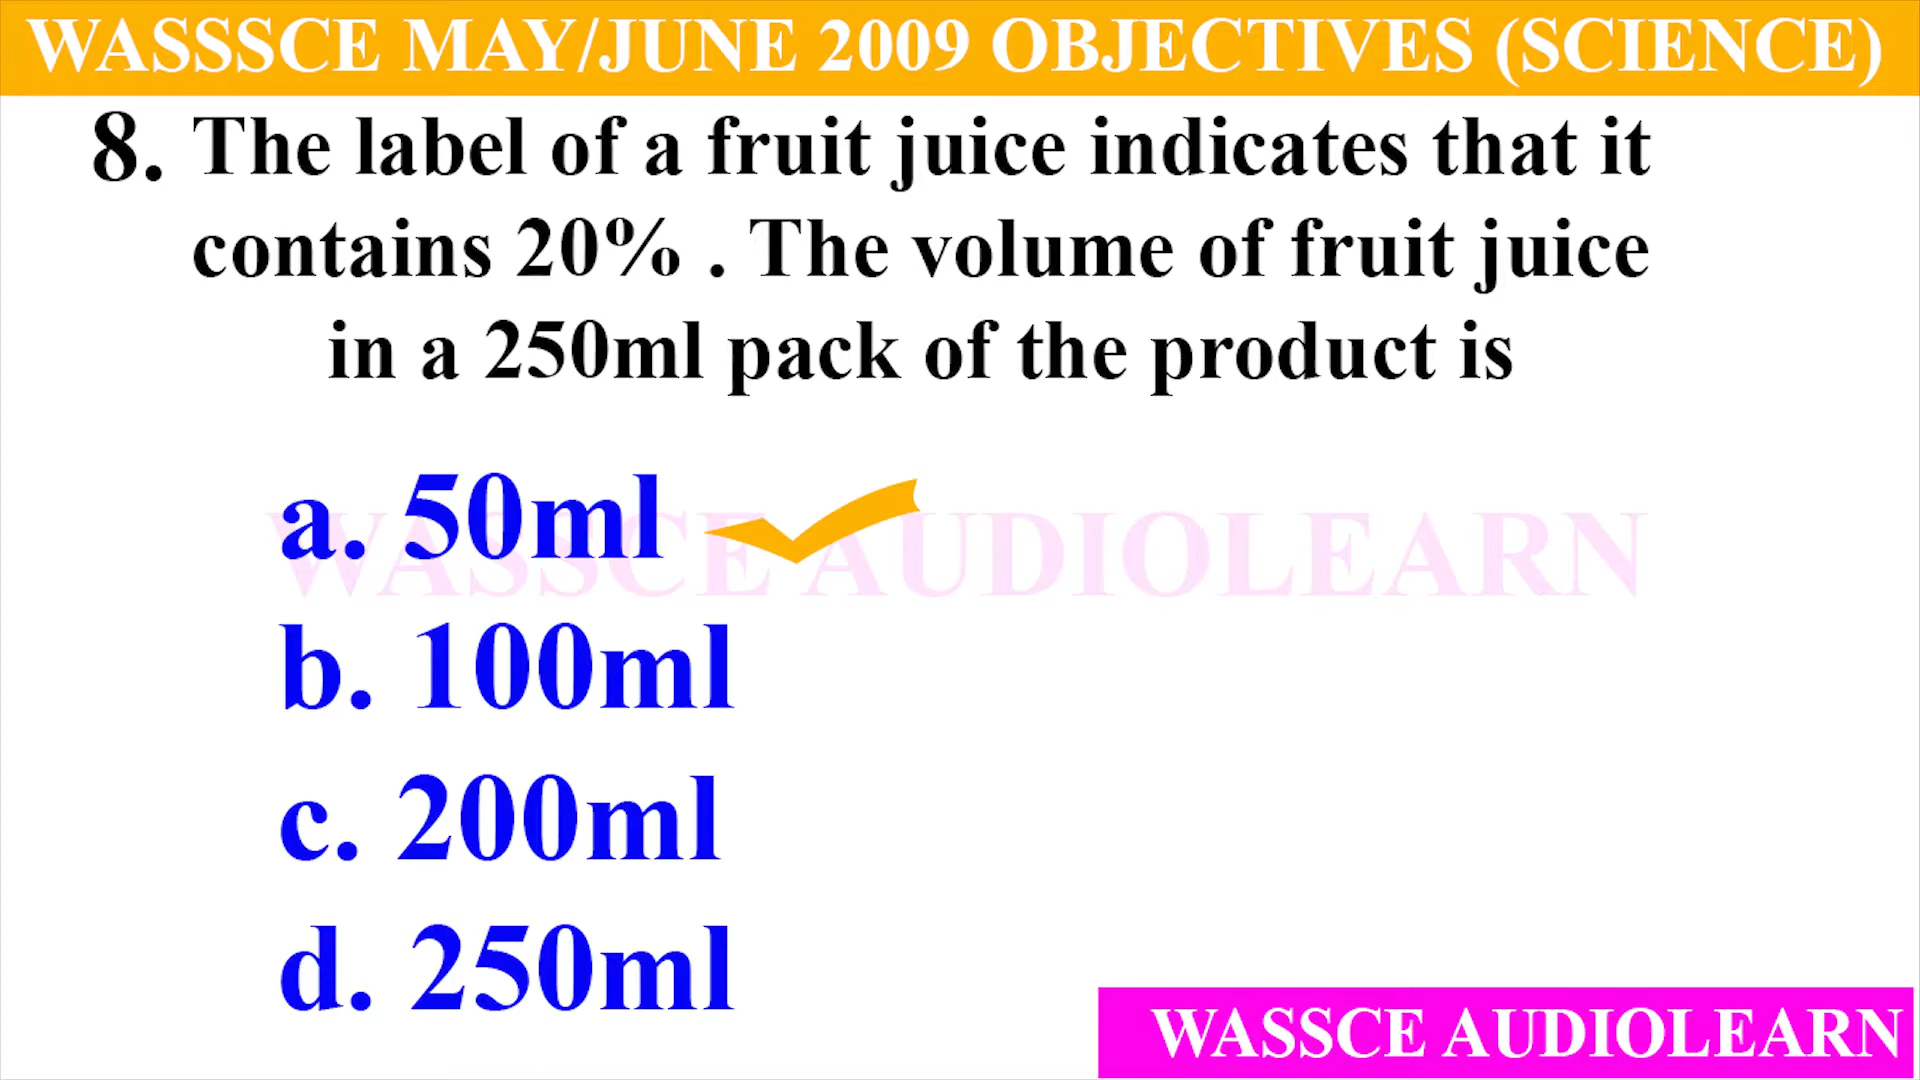 WASSSCE MAY/JUNE 2009 OBJECTIVES (SCIENCE)
8. The label of a fruit juice indicates that it
contains 20% . The volume of fruit juice
in a 250ml pack of the product is
a. 50ml
WASSCE AUDIOLEARN
b. 100ml
c. 200ml
d. 250ml
WASSCE AUDIOLEARN